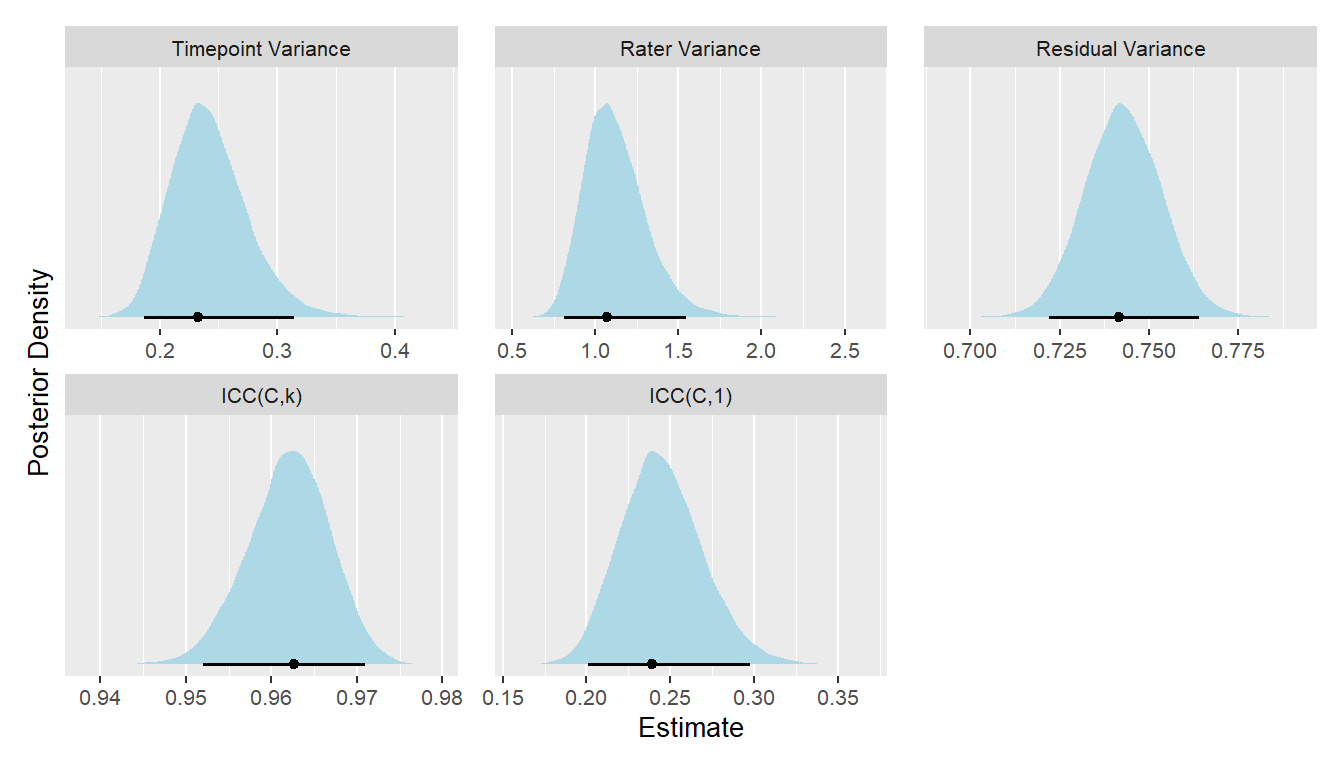 Timepoint Variance
Rater Variance
Residual Variance
0.2 0.3 0.4
0.5 1.0 1.5 2.0 2.5
0.700 0.725 0.750 0.775
Posterior Density
ICC(C,k)
ICC(C,1)
0.94 0.95 0.96 0.97 0.98
0.15 0.20 0.25 0.30 0.35
Estimate